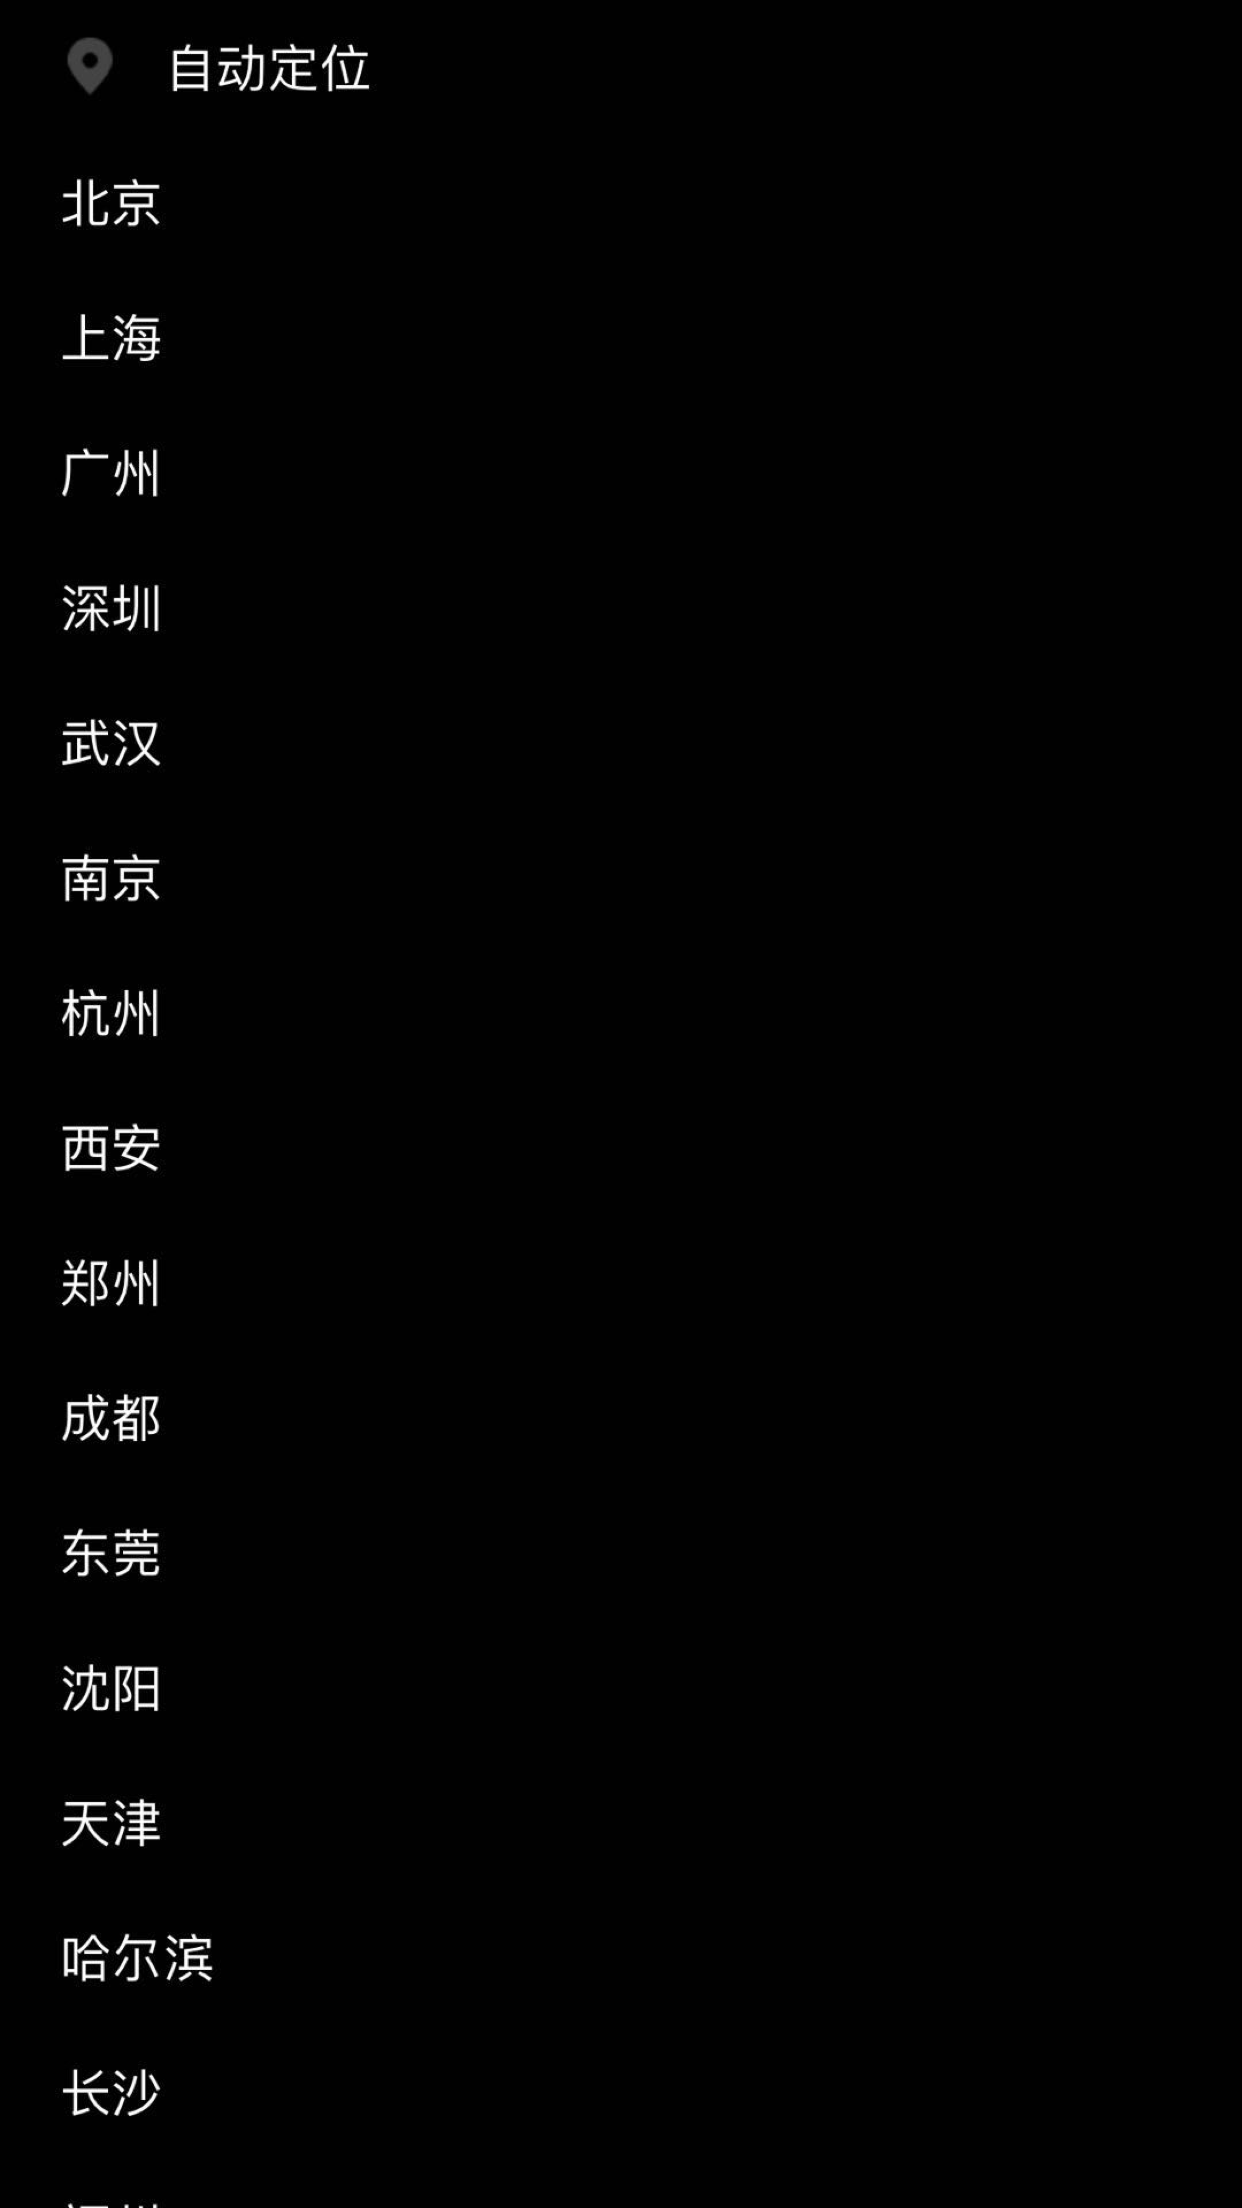 自动定位
北京
上海
广州
深圳
武汉
南京
杭州
西安
郑州
成都
东莞
沈阳
天津
哈尔滨
长沙